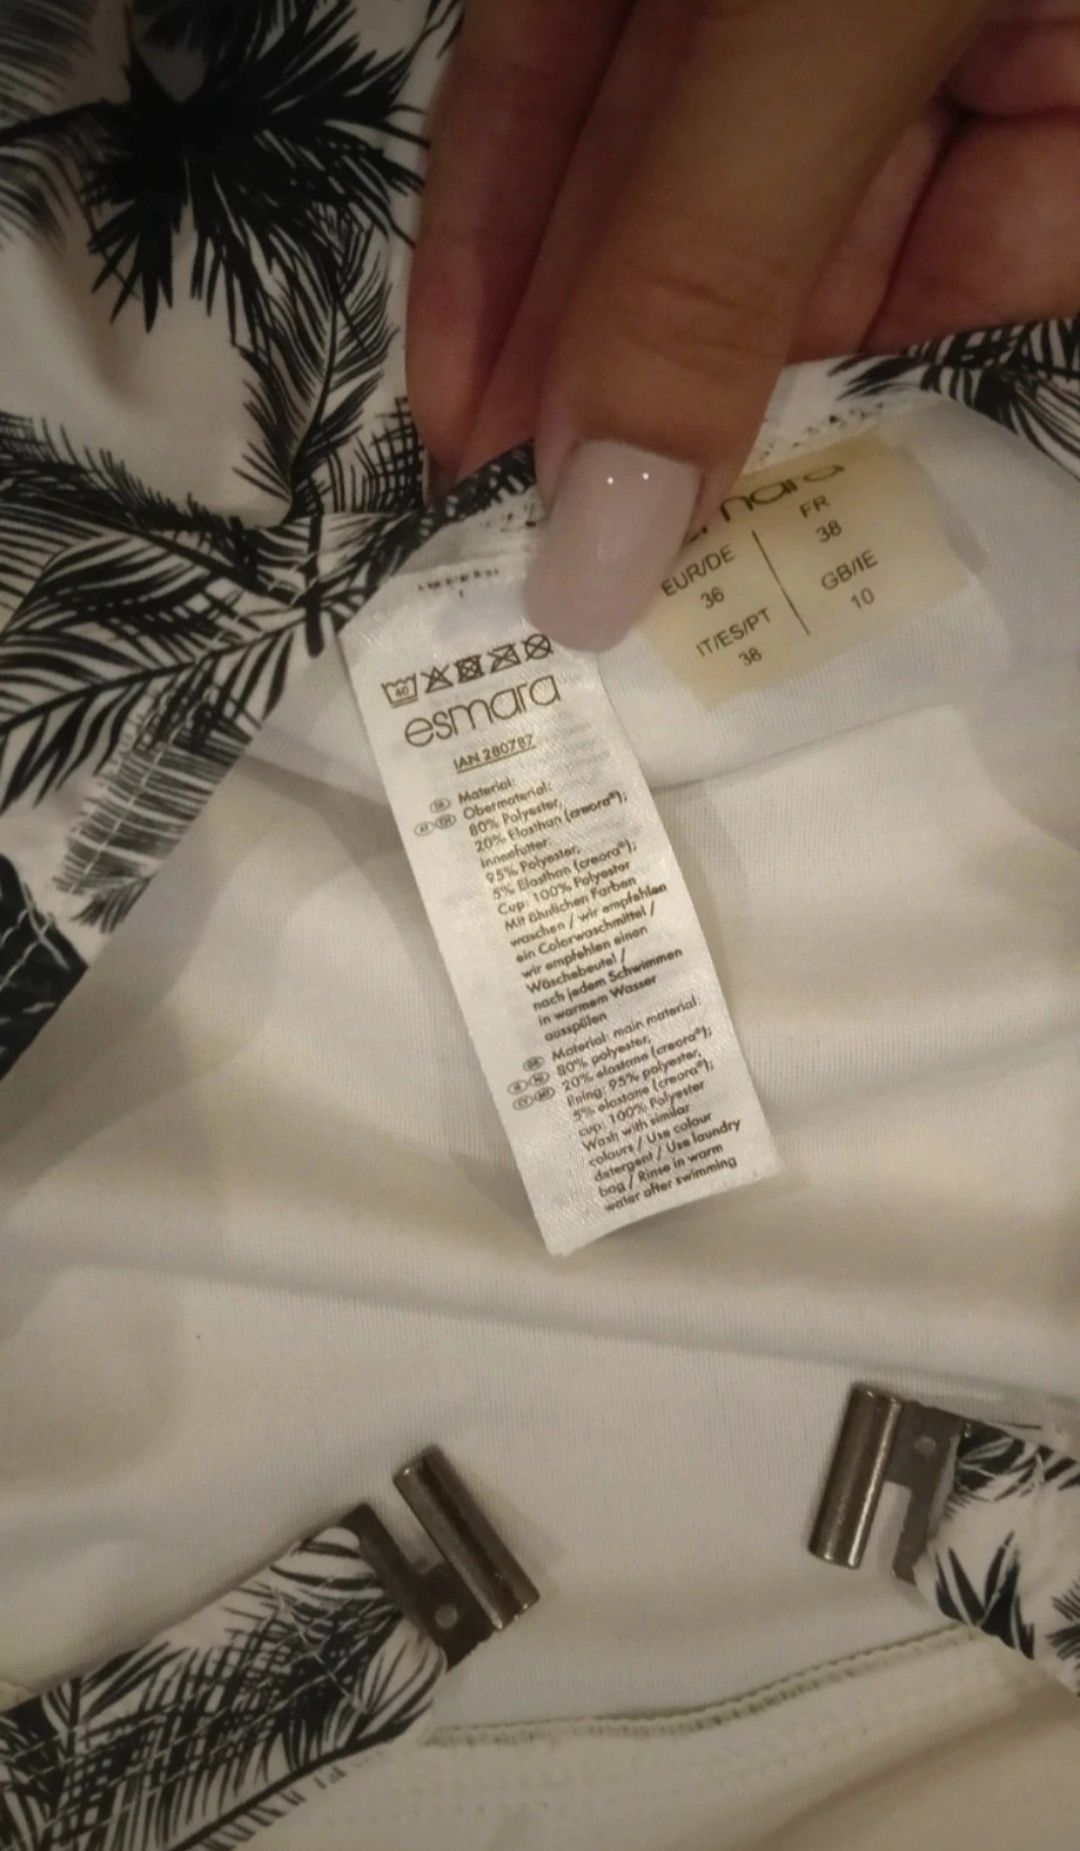 EUR/DE
36
FR
38
IT/ES/PT
38
GB/IE
10
40
esmara
IAN 280787
Material:
Obermaterial:
80% Polyester,
20% Elasthan (creora®);
Innenfutter:
95% Polyester,
5% Elasthan (creora®);
Cup: 100% Polyester
Mit ähnlichen Farben
waschen / wir empfehlen
ein Colorwaschmittel /
wir empfehlen einen
Wäschebeutel /
nach jedem Schwimmen
in warmem Wasser
ausspülen
Material: main material:
80% polyester,
20% elastane (creora®);
lining: 95% polyester,
5% elastane (creora®);
cup: 100% Polyester
Wash with similar
colours / Use colour
detergent / Use laundry
bag / Rinse in warm
water after swimming